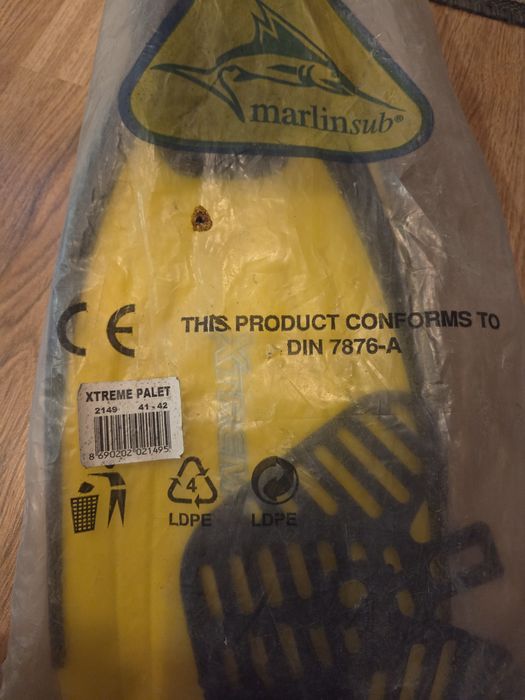 marlinsub®
CE
THIS PRODUCT CONFORMS TO
DIN 7876-A
XTREME PALET
2149 41-42
8 690202 021495
4
LDPE
LDPE